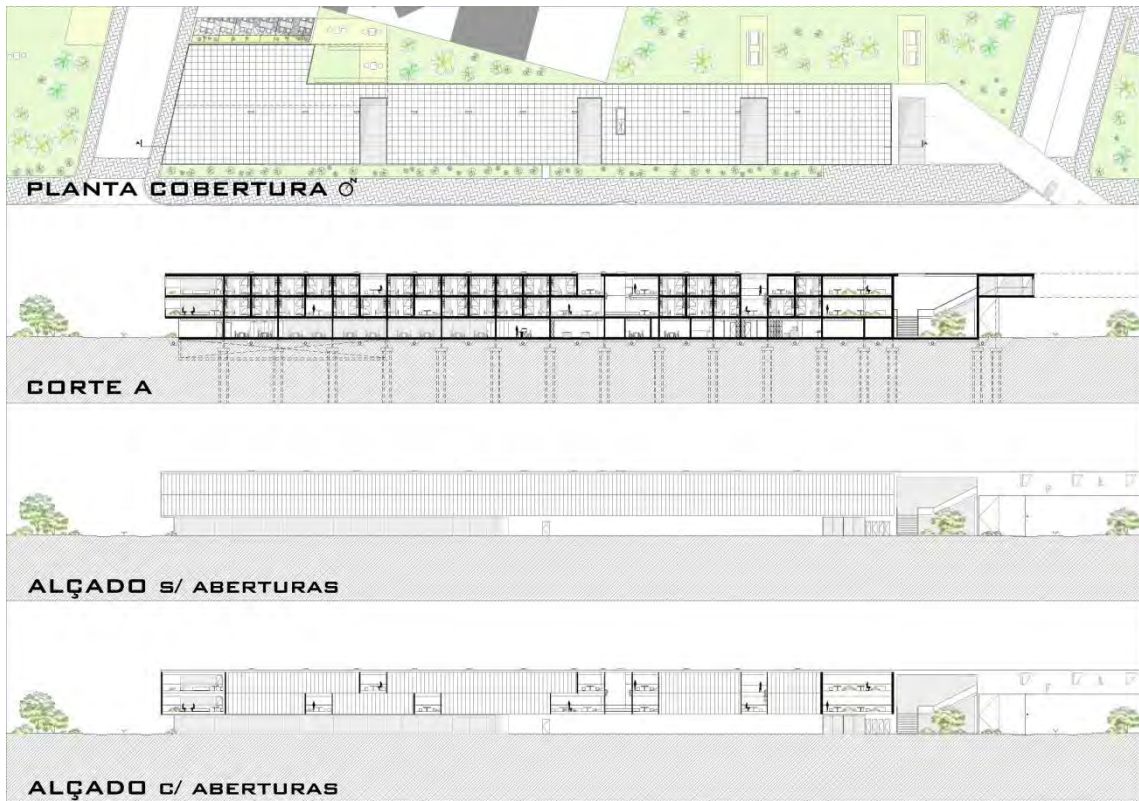 PLANTA COBERTURA N
A A
CORTE A
ALÇADO S/ ABERTURAS
ALÇADO C/ ABERTURAS